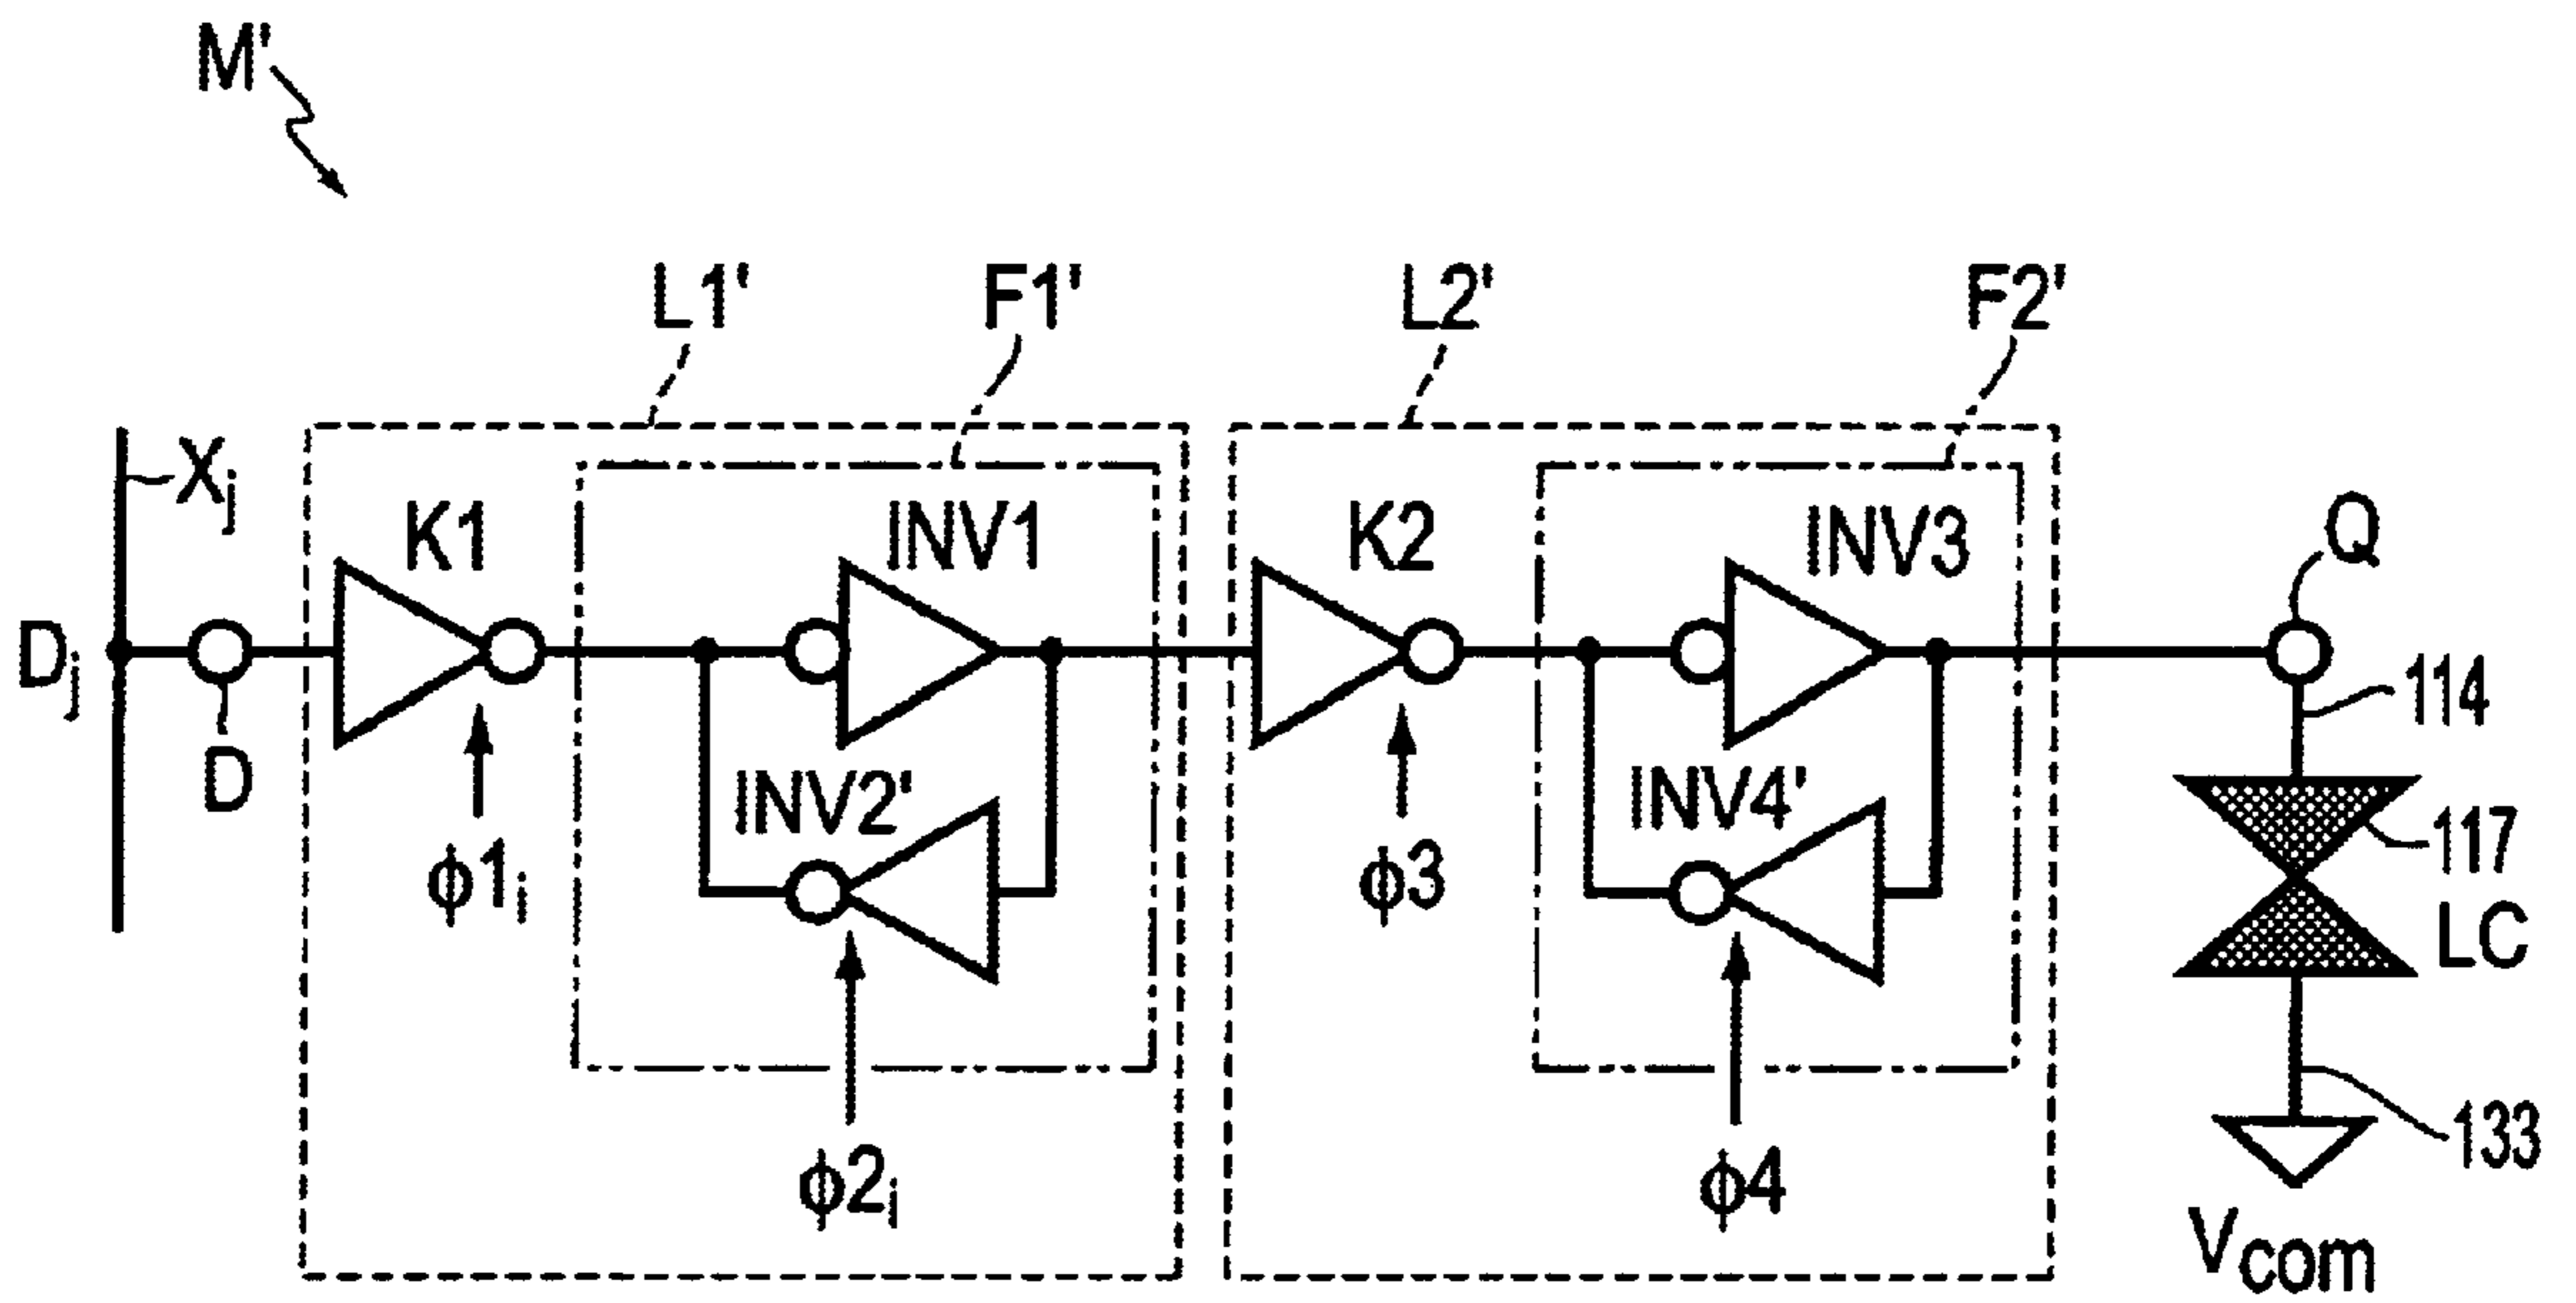 M'
L1'
F1'
L2'
F2'
Xj
K1
INV1
K2
INV3
Q
Dj
D
114
INV2'
INV4'
117
ϕ1i
ϕ3
LC
ϕ2i
ϕ4
133
Vcom